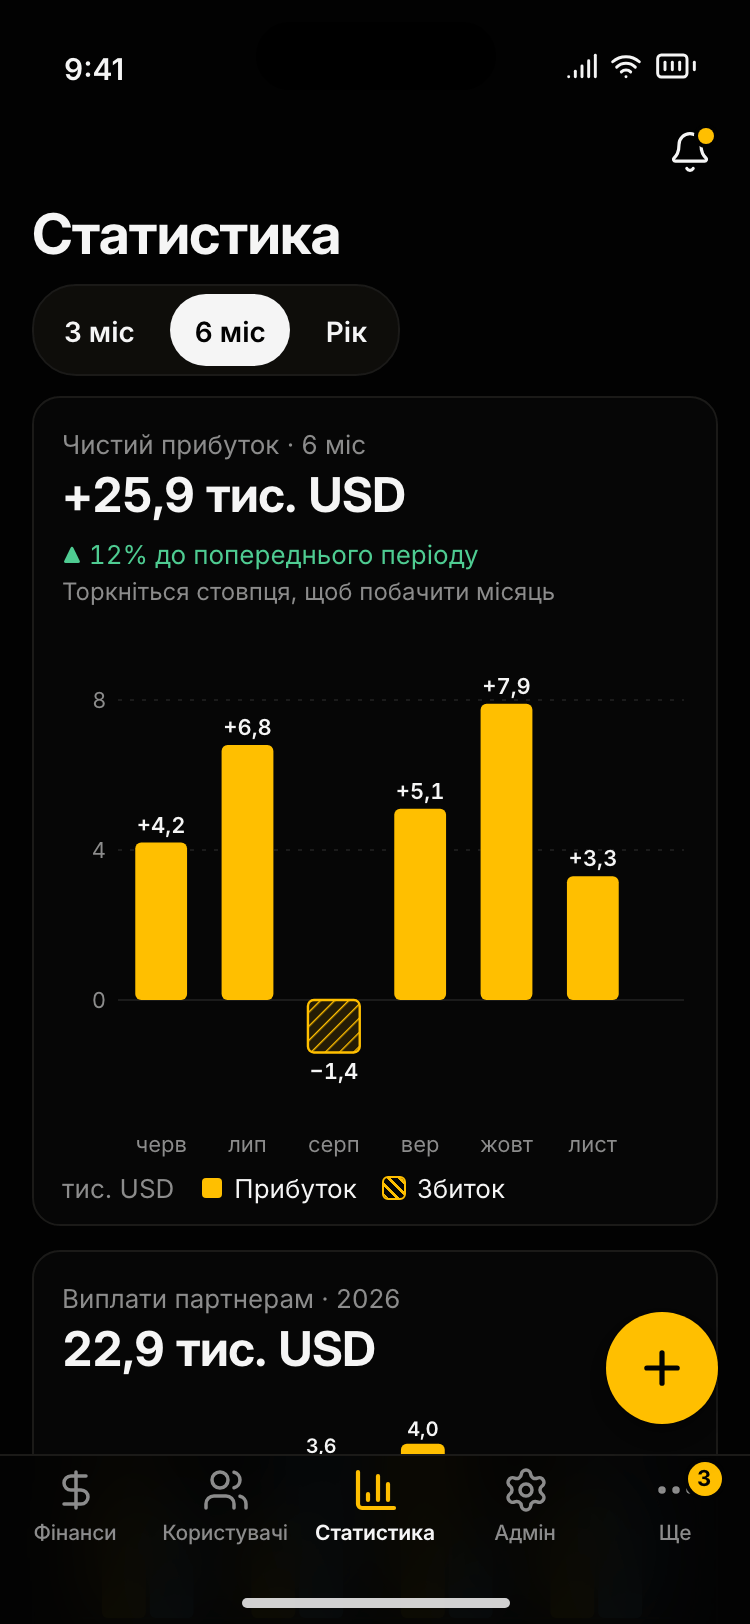 9:41
Статистика
3 міс 6 міс Рік
Чистий прибуток · 6 міс
+25,9 тис. USD
▲ 12% до попереднього періоду
Торкніться стовпця, щоб побачити місяць
+7,9
8
+6,8
+5,1
+4,2
4
+3,3
0
−1,4
черв лип серп вер жовт лист
тис. USD Прибуток Збиток
Виплати партнерам · 2026
22,9 тис. USD
4,0
3,6
3
Фінанси Користувачі Статистика Адмін Ще